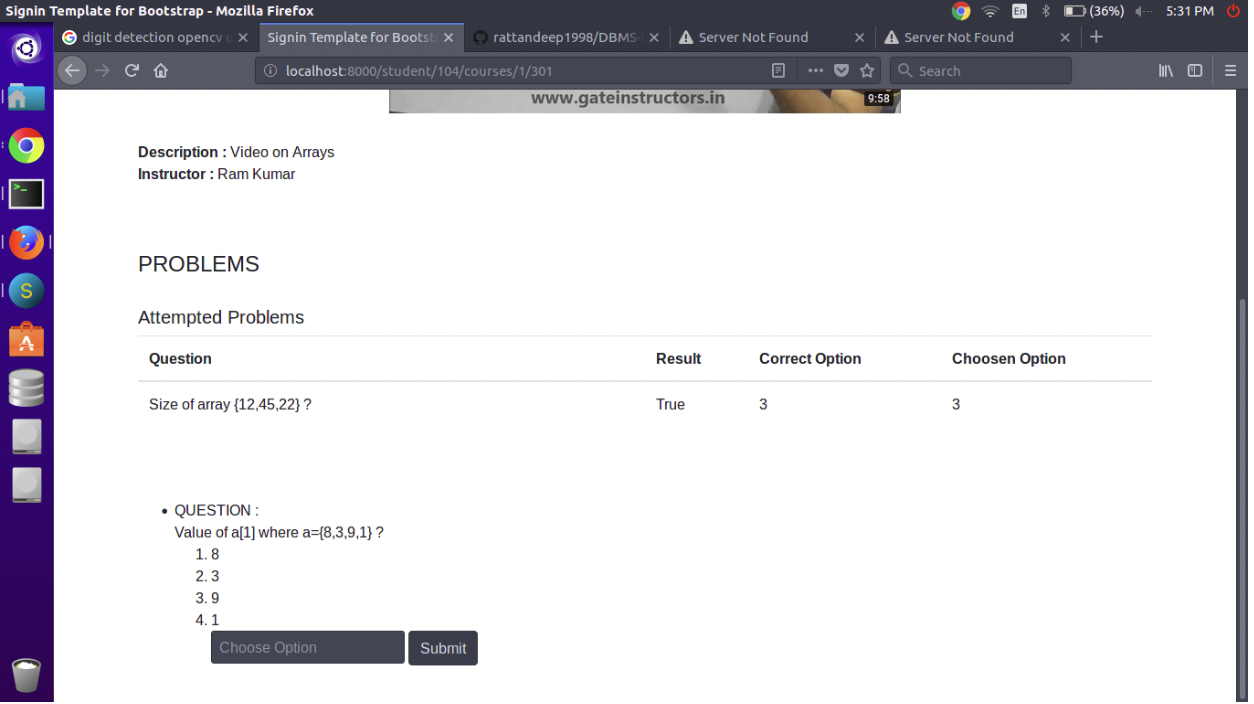 Signin Template for Bootstrap - Mozilla Firefox
En
(36%)
5:31 PM
digit detection opencv u
Signin Template for Bootst
rattandeep1998/DBMS-
Server Not Found
Server Not Found
localhost:8000/student/104/courses/1/301
Search
www.gateinstructors.in
9:58
Description : Video on Arrays
Instructor : Ram Kumar
PROBLEMS
Attempted Problems
Question Result Correct Option Choosen Option
Size of array {12,45,22} ? True 3 3
• QUESTION :
Value of a[1] where a={8,3,9,1} ?
1. 8
2. 3
3. 9
4. 1
Choose Option Submit